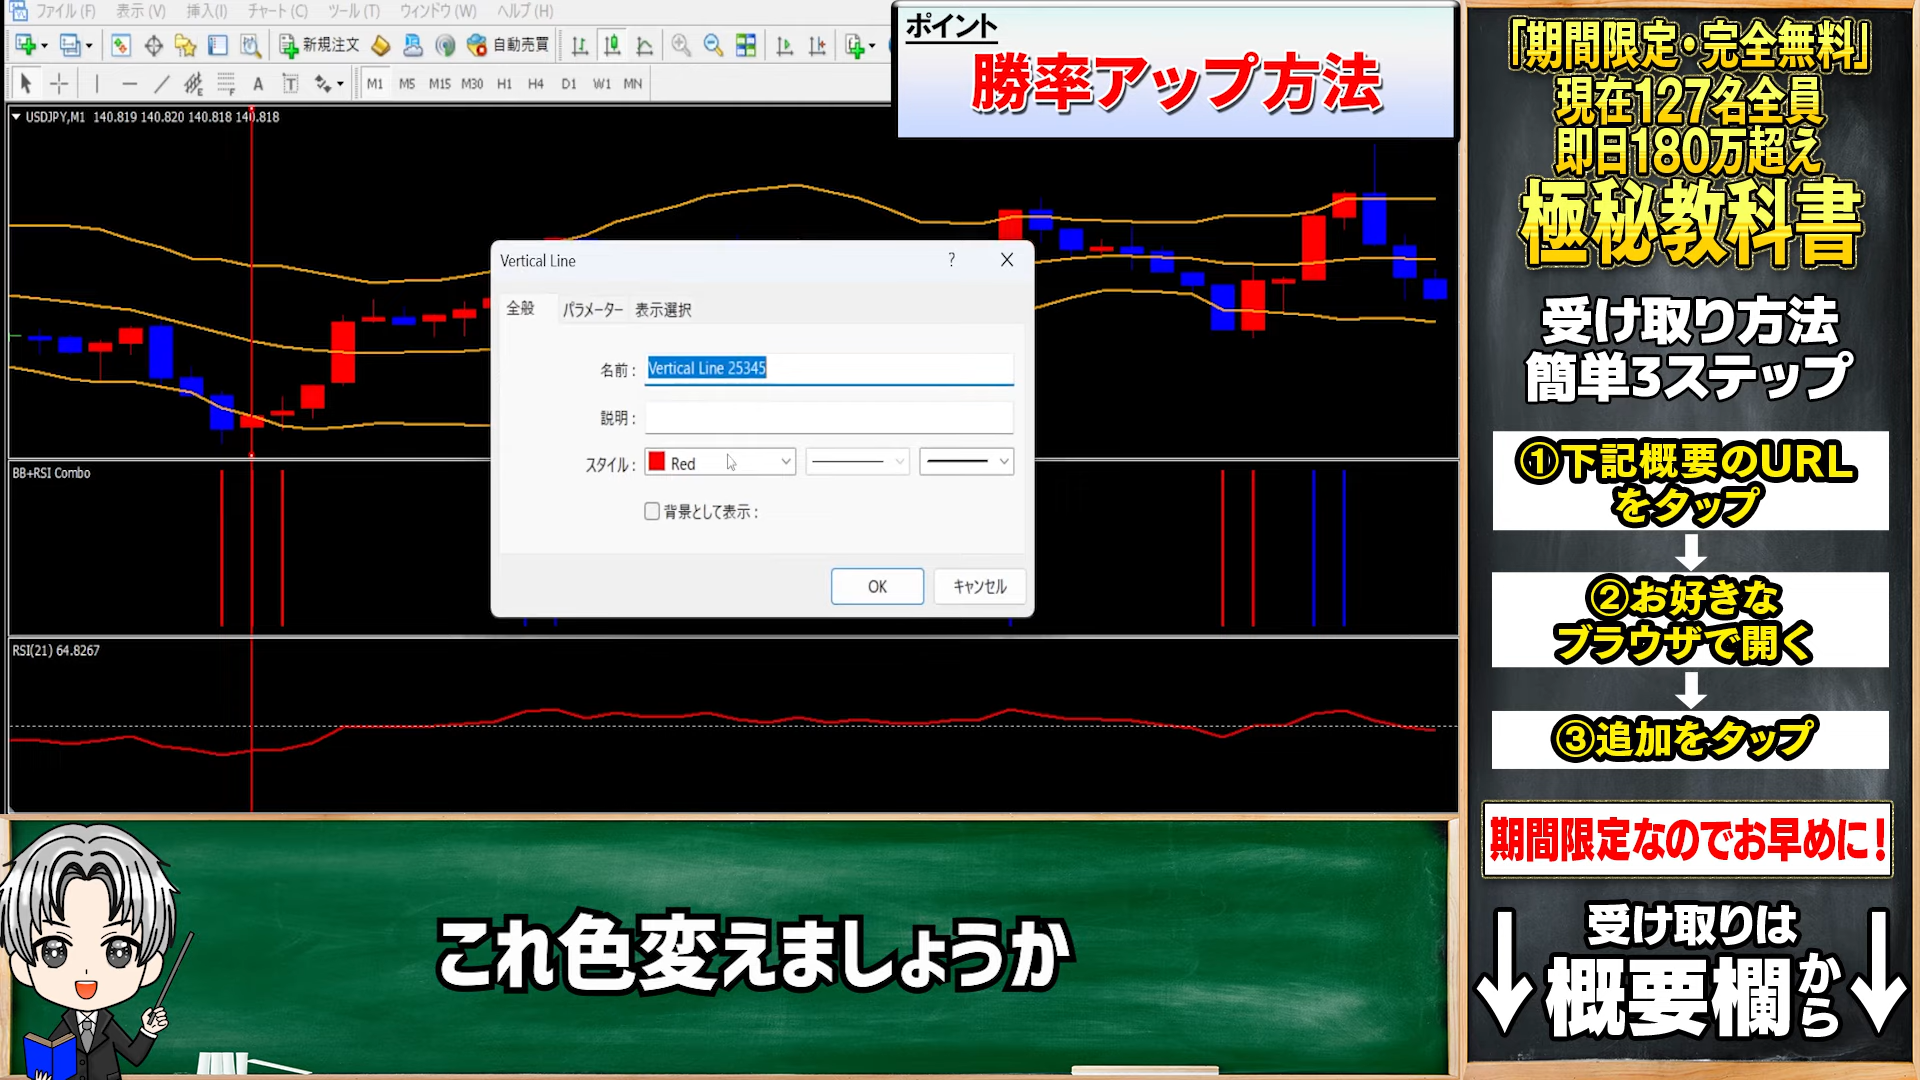 ファイル (F) 表示 (V) 挿入(I) チャート (C) ツール (T) ウィンドウ (W) ヘルプ (H)
新規注文 自動売買
A T M1 M5 M15 M30 H1 H4 D1 W1 MN
USDJPY,M1 140.819 140.820 140.818 140.818
ポイント
勝率アップ方法
Vertical Line ?
全般 パラメーター 表示選択
名前 : Vertical Line 25345
説明 :
スタイル : Red
背景として表示 :
OK キャンセル
BB+RSI Combo
RSI(21) 64.8267
これ色変えましょうか
「期間限定・完全無料」
現在127名全員
即日180万超え
極秘教科書
受け取り方法
簡単3ステップ
①下記概要のURL
をタップ
②お好きな
ブラウザで開く
③追加をタップ
期間限定なのでお早めに!
受け取りは
概要欄から